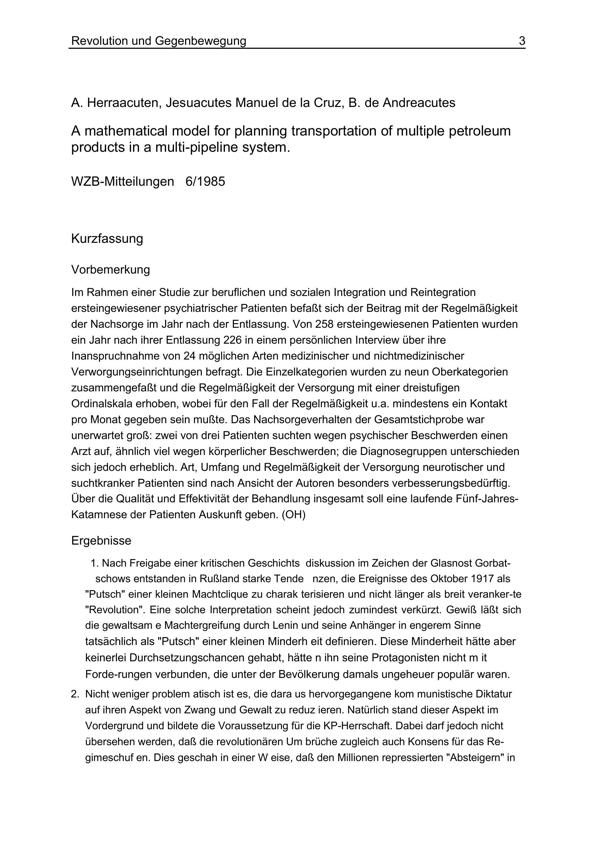 Revolution und Gegenbewegung 3
A. Herraacuten, Jesuacutes Manuel de la Cruz, B. de Andreacutes
A mathematical model for planning transportation of multiple petroleum
products in a multi-pipeline system.
WZB-Mitteilungen 6/1985
Kurzfassung
Vorbemerkung
Im Rahmen einer Studie zur beruflichen und sozialen Integration und Reintegration
ersteingewiesener psychiatrischer Patienten befaßt sich der Beitrag mit der Regelmäßigkeit
der Nachsorge im Jahr nach der Entlassung. Von 258 ersteingewiesenen Patienten wurden
ein Jahr nach ihrer Entlassung 226 in einem persönlichen Interview über ihre
Inanspruchnahme von 24 möglichen Arten medizinischer und nichtmedizinischer
Verworgungseinrichtungen befragt. Die Einzelkategorien wurden zu neun Oberkategorien
zusammengefaßt und die Regelmäßigkeit der Versorgung mit einer dreistufigen
Ordinalskala erhoben, wobei für den Fall der Regelmäßigkeit u.a. mindestens ein Kontakt
pro Monat gegeben sein mußte. Das Nachsorgeverhalten der Gesamtstichprobe war
unerwartet groß: zwei von drei Patienten suchten wegen psychischer Beschwerden einen
Arzt auf, ähnlich viel wegen körperlicher Beschwerden; die Diagnosegruppen unterschieden
sich jedoch erheblich. Art, Umfang und Regelmäßigkeit der Versorgung neurotischer und
suchtkranker Patienten sind nach Ansicht der Autoren besonders verbesserungsbedürftig.
Über die Qualität und Effektivität der Behandlung insgesamt soll eine laufende Fünf-Jahres-
Katamnese der Patienten Auskunft geben. (OH)
Ergebnisse
1. Nach Freigabe einer kritischen Geschichts diskussion im Zeichen der Glasnost Gorbat-
schows entstanden in Rußland starke Tende nzen, die Ereignisse des Oktober 1917 als
"Putsch" einer kleinen Machtclique zu charak terisieren und nicht länger als breit veranker-te
"Revolution". Eine solche Interpretation scheint jedoch zumindest verkürzt. Gewiß läßt sich
die gewaltsam e Machtergreifung durch Lenin und seine Anhänger in engerem Sinne
tatsächlich als "Putsch" einer kleinen Minderh eit definieren. Diese Minderheit hätte aber
keinerlei Durchsetzungschancen gehabt, hätte n ihn seine Protagonisten nicht m it
Forde-rungen verbunden, die unter der Bevölkerung damals ungeheuer populär waren.
2. Nicht weniger problem atisch ist es, die dara us hervorgegangene kom munistische Diktatur
auf ihren Aspekt von Zwang und Gewalt zu reduz ieren. Natürlich stand dieser Aspekt im
Vordergrund und bildete die Voraussetzung für die KP-Herrschaft. Dabei darf jedoch nicht
übersehen werden, daß die revolutionären Um brüche zugleich auch Konsens für das Re-
gimeschuf en. Dies geschah in einer W eise, daß den Millionen repressierten "Absteigern" in